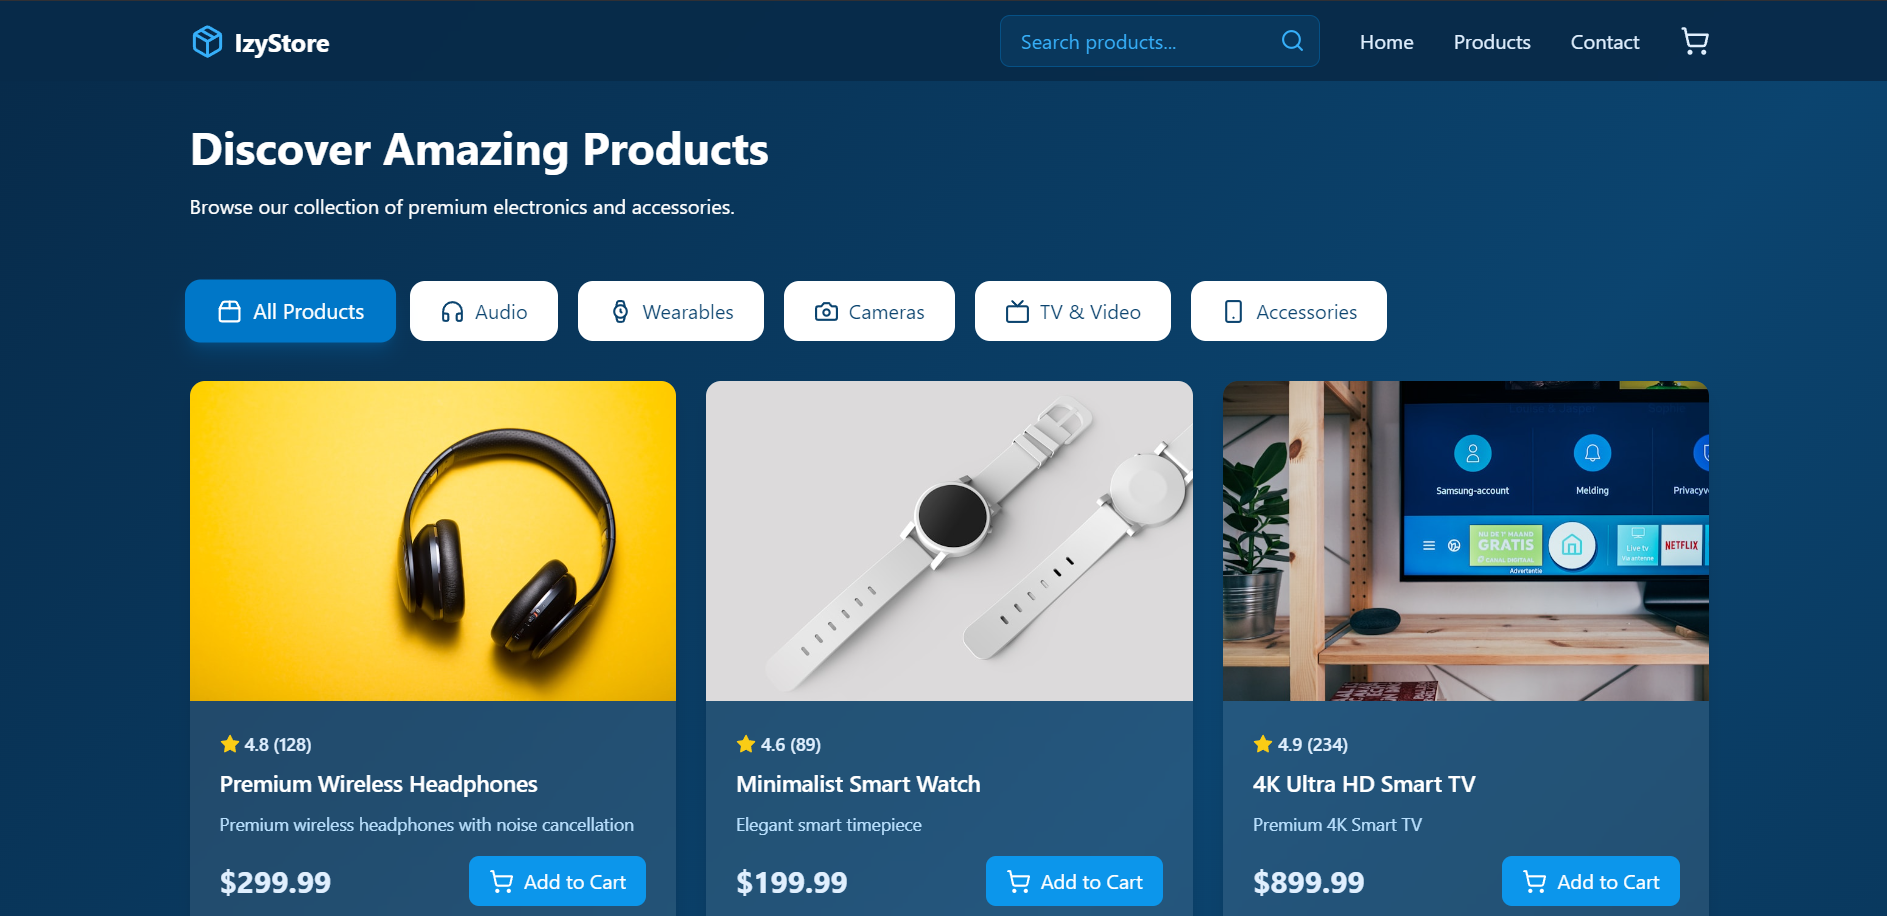 IzyStore
Search products...
Home
Products
Contact
Discover Amazing Products
Browse our collection of premium electronics and accessories.
All Products
Audio
Wearables
Cameras
TV & Video
Accessories
Samsung-account
Melding
NU DE 1E MAAND
GRATIS
Advertentie
Live tv
Via antenne
NETFLIX
4.8 (128)
Premium Wireless Headphones
Premium wireless headphones with noise cancellation
$299.99
Add to Cart
4.6 (89)
Minimalist Smart Watch
Elegant smart timepiece
$199.99
Add to Cart
4.9 (234)
4K Ultra HD Smart TV
Premium 4K Smart TV
$899.99
Add to Cart